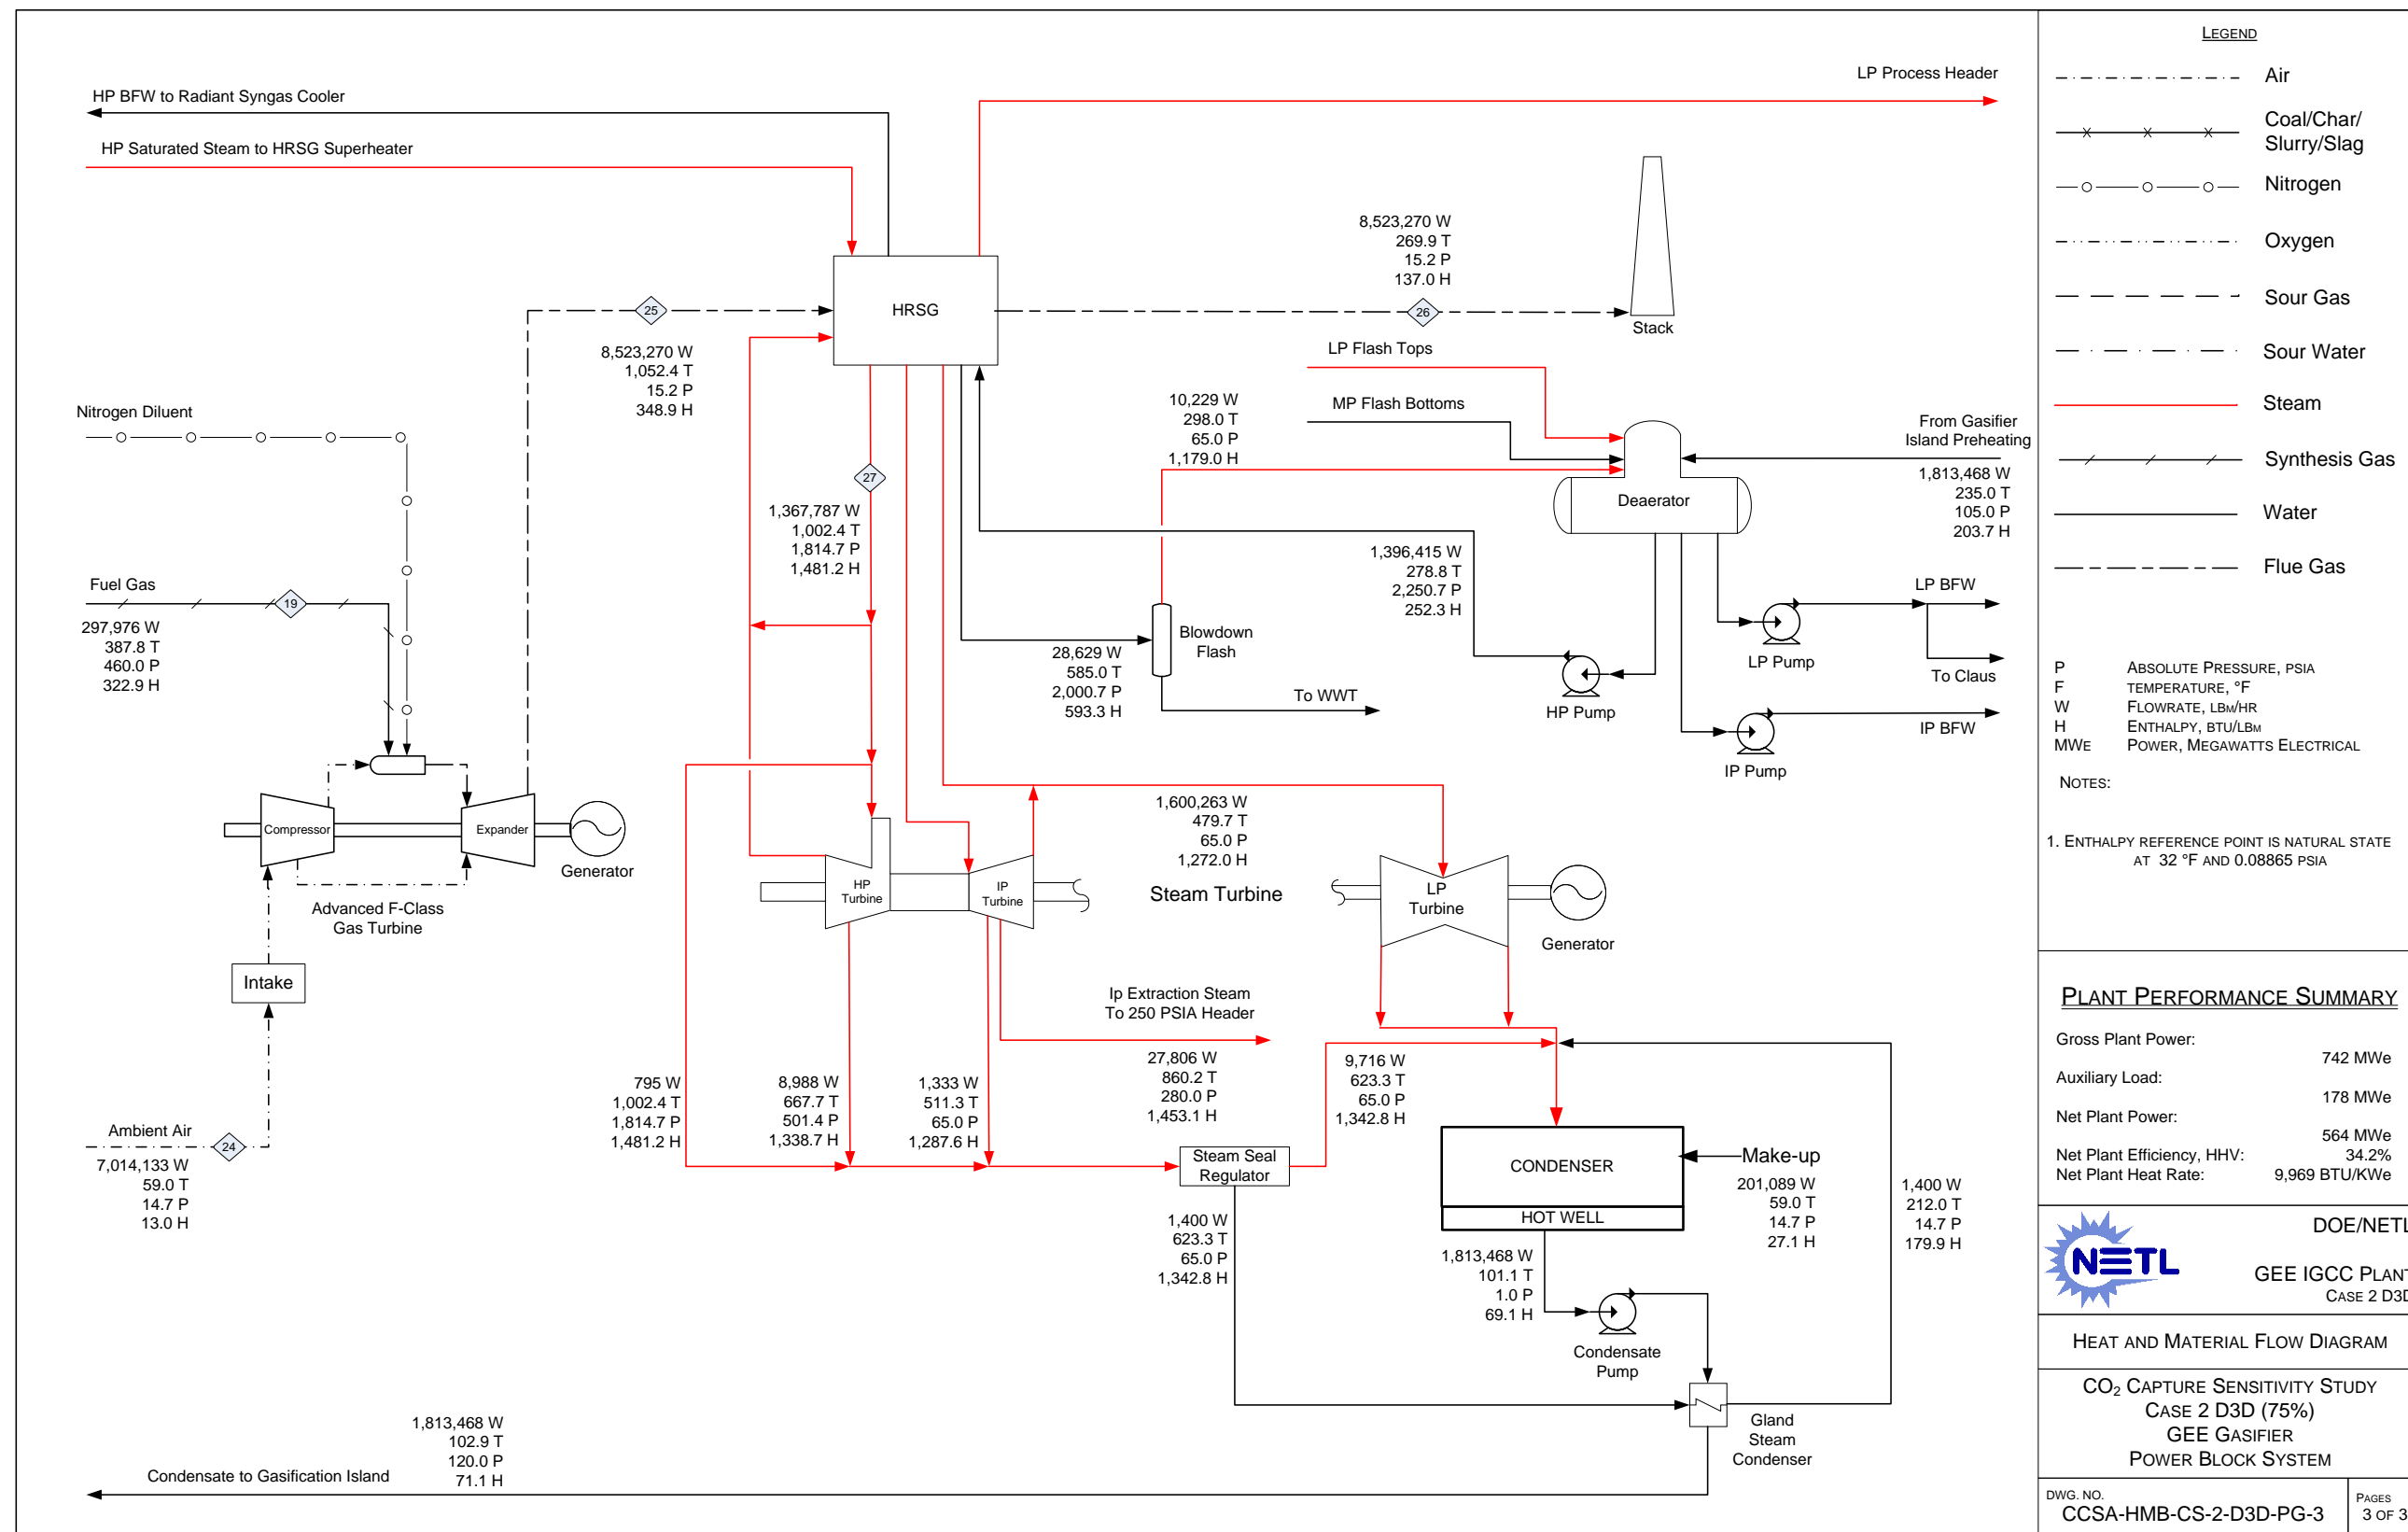 HP BFW to Radiant Syngas Cooler
HP Saturated Steam to HRSG Superheater
LP Process Header
HRSG
25
8,523,270 W
1,052.4 T
15.2 P
348.9 H
8,523,270 W
269.9 T
15.2 P
137.0 H
26
Stack
Nitrogen Diluent
Fuel Gas
19
297,976 W
387.8 T
460.0 P
322.9 H
27
1,367,787 W
1,002.4 T
1,814.7 P
1,481.2 H
LP Flash Tops
MP Flash Bottoms
10,229 W
298.0 T
65.0 P
1,179.0 H
From Gasifier
Island Preheating
1,813,468 W
235.0 T
105.0 P
203.7 H
Deaerator
1,396,415 W
278.8 T
2,250.7 P
252.3 H
Blowdown
Flash
28,629 W
585.0 T
2,000.7 P
593.3 H
To WWT
HP Pump
LP Pump
LP BFW
To Claus
IP BFW
IP Pump
Compressor
Expander
Generator
Advanced F-Class
Gas Turbine
Intake
Ambient Air
24
7,014,133 W
59.0 T
14.7 P
13.0 H
HP
Turbine
IP
Turbine
1,600,263 W
479.7 T
65.0 P
1,272.0 H
Steam Turbine
LP
Turbine
Generator
Ip Extraction Steam
To 250 PSIA Header
27,806 W
860.2 T
280.0 P
1,453.1 H
795 W
1,002.4 T
1,814.7 P
1,481.2 H
8,988 W
667.7 T
501.4 P
1,338.7 H
1,333 W
511.3 T
65.0 P
1,287.6 H
9,716 W
623.3 T
65.0 P
1,342.8 H
Steam Seal
Regulator
1,400 W
623.3 T
65.0 P
1,342.8 H
CONDENSER
HOT WELL
Make-up
201,089 W
59.0 T
14.7 P
27.1 H
1,400 W
212.0 T
14.7 P
179.9 H
1,813,468 W
101.1 T
1.0 P
69.1 H
Condensate
Pump
Gland
Steam
Condenser
1,813,468 W
102.9 T
120.0 P
71.1 H
Condensate to Gasification Island
LEGEND
Air
Coal/Char/
Slurry/Slag
Nitrogen
Oxygen
Sour Gas
Sour Water
Steam
Synthesis Gas
Water
Flue Gas
P ABSOLUTE PRESSURE, PSIA
F TEMPERATURE, °F
W FLOWRATE, LBM/HR
H ENTHALPY, BTU/LBM
MWE POWER, MEGAWATTS ELECTRICAL
NOTES:
1. ENTHALPY REFERENCE POINT IS NATURAL STATE
AT 32 °F AND 0.08865 PSIA
PLANT PERFORMANCE SUMMARY
Gross Plant Power:
742 MWe
Auxiliary Load:
178 MWe
Net Plant Power:
564 MWe
Net Plant Efficiency, HHV: 34.2%
Net Plant Heat Rate: 9,969 BTU/KWe
NETL
DOE/NETL
GEE IGCC PLANT
CASE 2 D3D
HEAT AND MATERIAL FLOW DIAGRAM
CO₂ CAPTURE SENSITIVITY STUDY
CASE 2 D3D (75%)
GEE GASIFIER
POWER BLOCK SYSTEM
DWG. NO.
CCSA-HMB-CS-2-D3D-PG-3
PAGES
3 OF 3